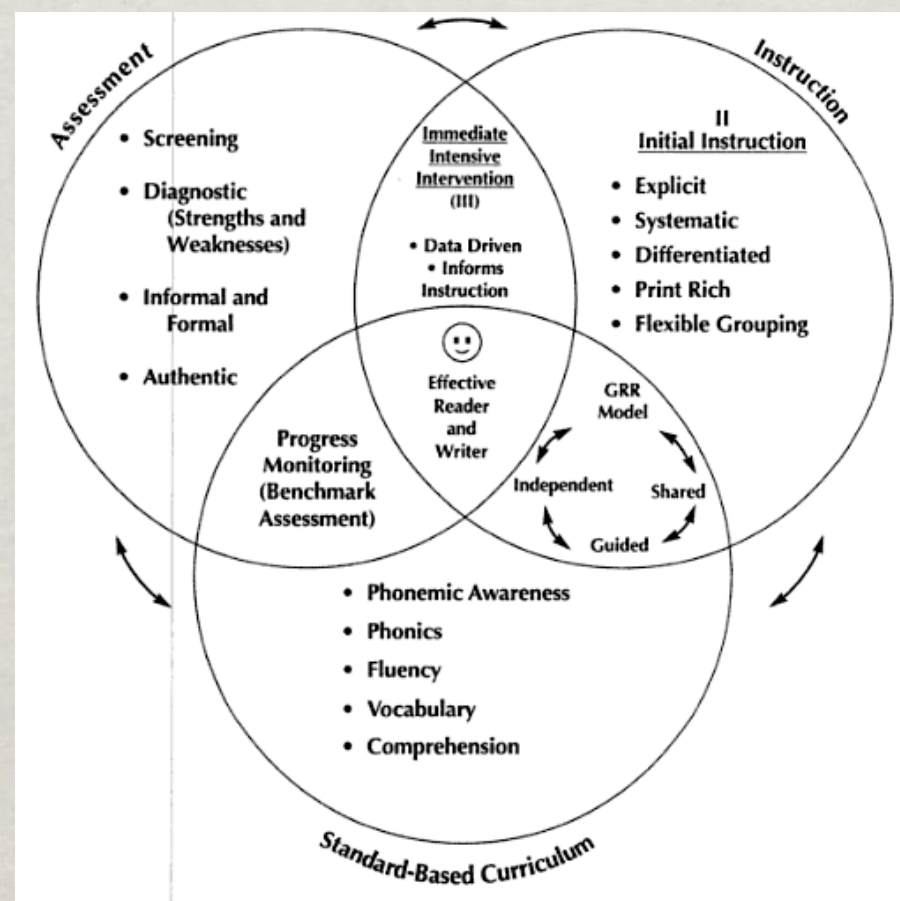 Assessment
• Screening
• Diagnostic
(Strengths and
Weaknesses)
• Informal and
Formal
• Authentic
Immediate
Intensive
Intervention
(III)
• Data Driven
• Informs
Instruction
Instruction
II
Initial Instruction
• Explicit
• Systematic
• Differentiated
• Print Rich
• Flexible Grouping
Effective
Reader
and
Writer
Progress
Monitoring
(Benchmark
Assessment)
GRR
Model
Independent
Shared
Guided
• Phonemic Awareness
• Phonics
• Fluency
• Vocabulary
• Comprehension
Standard-Based Curriculum